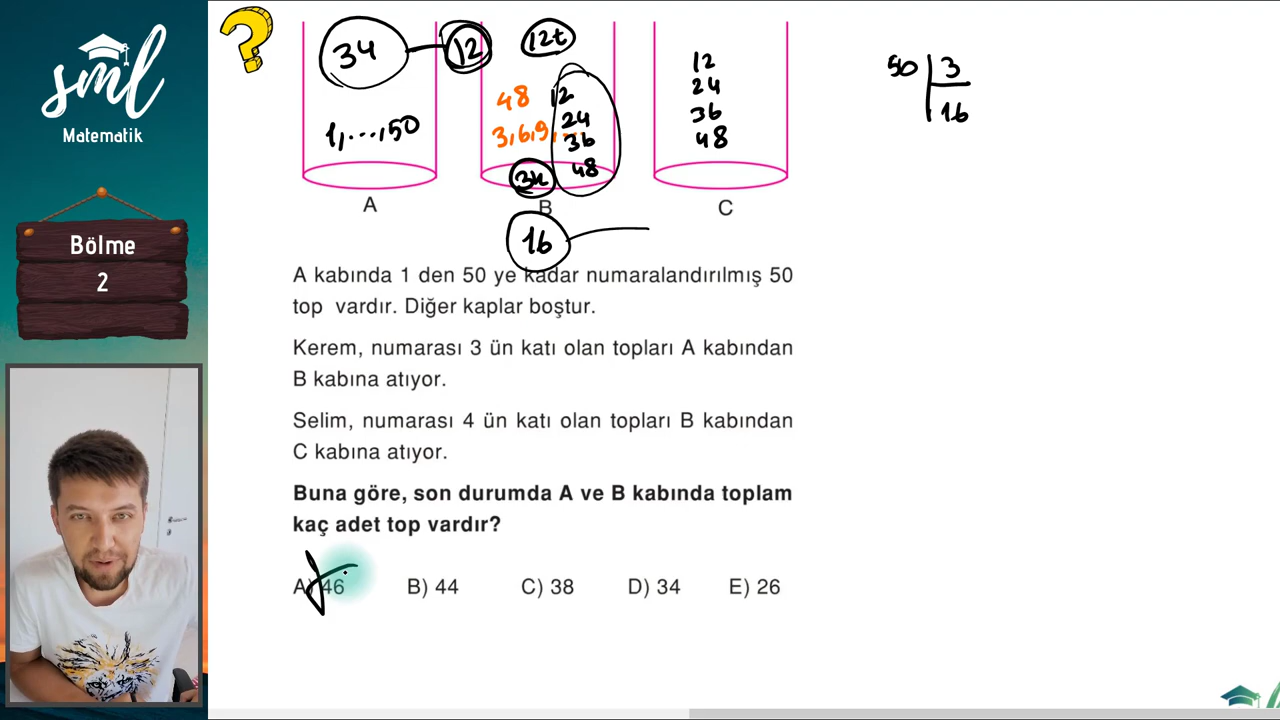 sml
Matematik
Bölme
2
?
34
12
12t
1,...,50
48
3,6,9,...
3k
12
24
36
48
12
24
36
48
50 3
16
A
B
C
16
A kabında 1 den 50 ye kadar numaralandırılmış 50
top vardır. Diğer kaplar boştur.
Kerem, numarası 3 ün katı olan topları A kabından
B kabına atıyor.
Selim, numarası 4 ün katı olan topları B kabından
C kabına atıyor.
Buna göre, son durumda A ve B kabında toplam
kaç adet top vardır?
A) 46 B) 44 C) 38 D) 34 E) 26